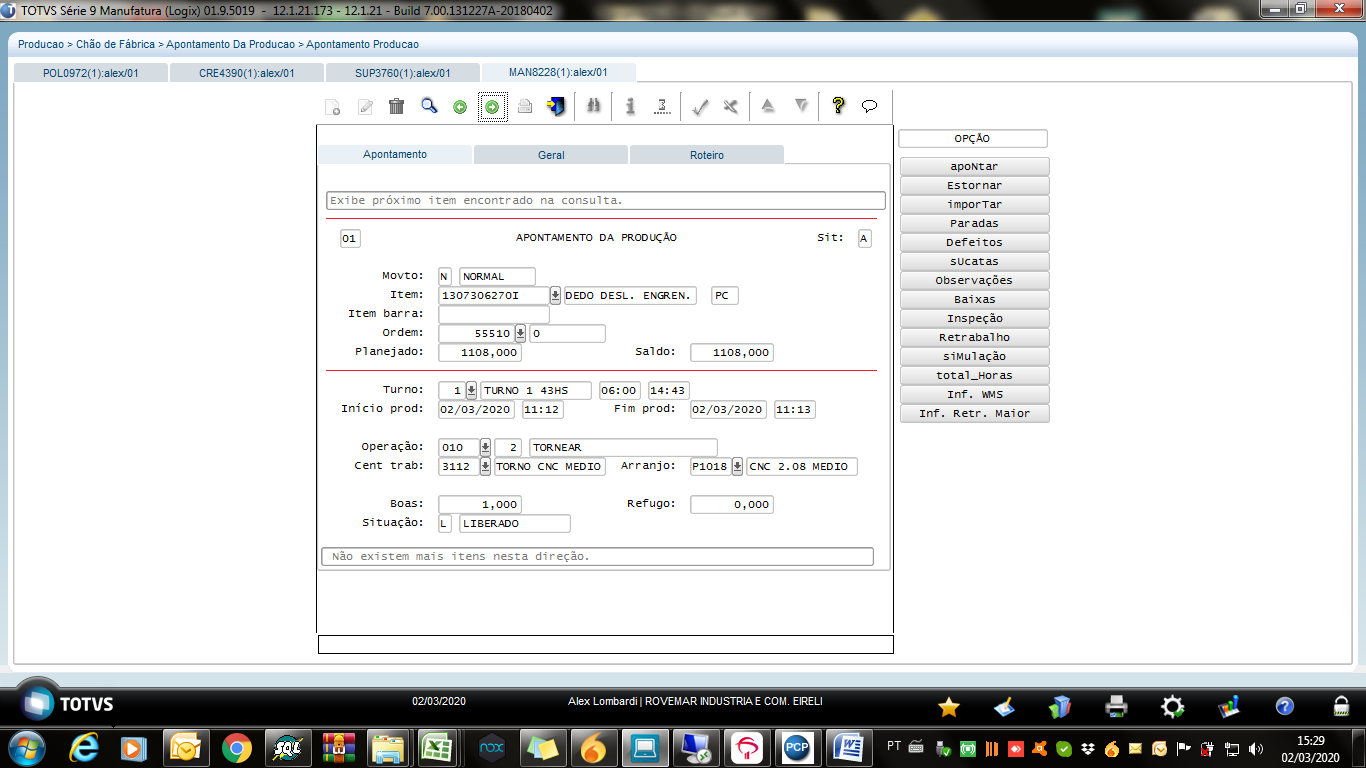 TOTVS Série 9 Manufatura (Logix) 01.9.5019 - 12.1.21.173 - 12.1.21 - Build 7.00.131227A-20180402
Producao > Chão de Fábrica > Apontamento Da Producao > Apontamento Producao
POL0972(1):alex/01 CRE4390(1):alex/01 SUP3760(1):alex/01 MAN8228(1):alex/01
OPÇÃO
Apontamento Geral Roteiro
apoNtar
Estornar
Exibe próximo item encontrado na consulta.
imporTar
Paradas
01 APONTAMENTO DA PRODUÇÃO Sit: A
Defeitos
sUcatas
Movto: N NORMAL
Observações
Item: 1307306270I DEDO DESL. ENGREN. PC
Baixas
Item barra:
Inspeção
Ordem: 55510 0
Retrabalho
Planejado: 1108,000 Saldo: 1108,000
siMulação
total_Horas
Turno: 1 TURNO 1 43HS 06:00 14:43
Inf. WMS
Início prod: 02/03/2020 11:12 Fim prod: 02/03/2020 11:13
Inf. Retr. Maior
Operação: 010 2 TORNEAR
Cent trab: 3112 TORNO CNC MEDIO Arranjo: P1018 CNC 2.08 MEDIO
Boas: 1,000 Refugo: 0,000
Situação: L LIBERADO
Não existem mais itens nesta direção.
TOTVS 02/03/2020 Alex Lombardi | ROVEMAR INDUSTRIA E COM. EIRELI
SQL nox PCP PT 15:29
02/03/2020